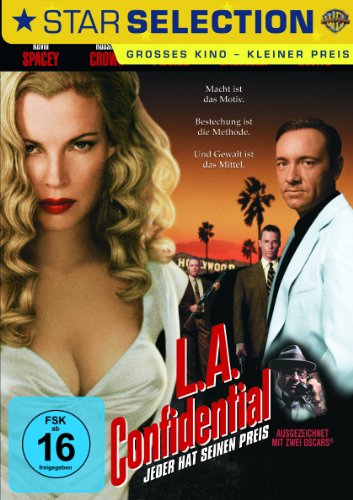 STAR SELECTION
GROSSES KINO – KLEINER PREIS
KEVIN
SPACEY
Macht ist
das Motiv.
Bestechung ist
die Methode.
Und Gewalt ist
das Mittel.
HOLLYWOOD
L.A.
Confidential
JEDER HAT SEINEN PREIS
AUSGEZEICHNET
MIT ZWEI OSCARS®
FSK
ab
16
freigegeben